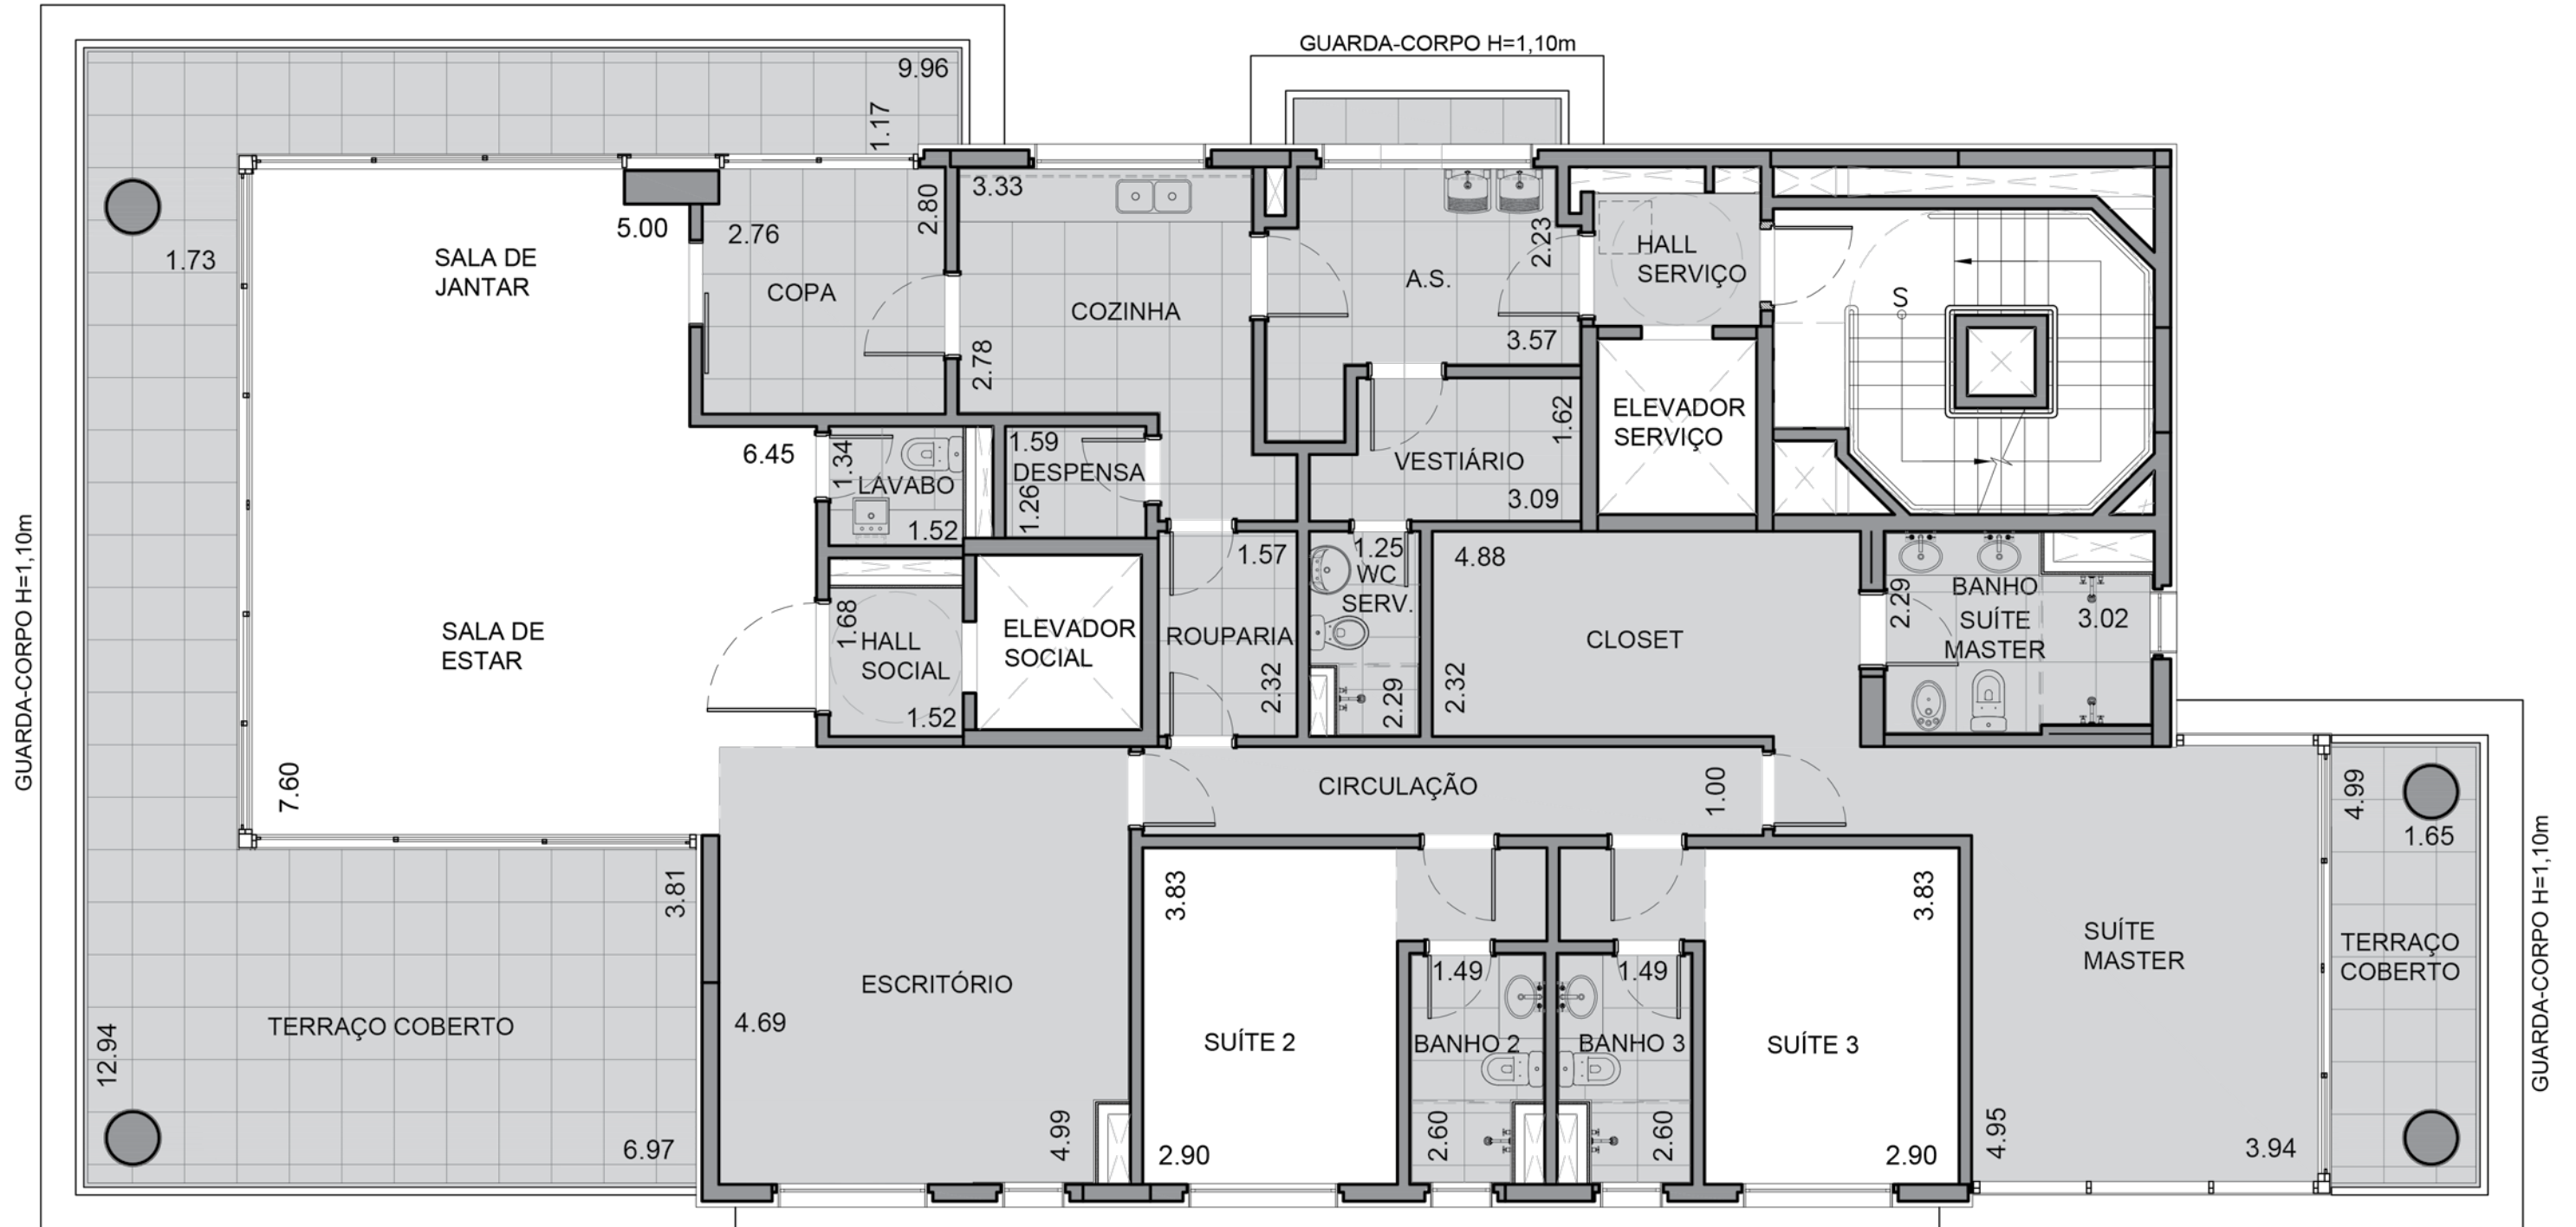 GUARDA-CORPO H=1,10m
9.96
1.17
1.73
5.00
SALA DE
JANTAR
2.76
2.80
COPA
3.33
COZINHA
2.78
A.S.
2.23
3.57
HALL
SERVIÇO
S
6.45
1.34
LAVABO
1.52
1.59
DESPENSA
1.26
VESTIÁRIO
1.62
3.09
ELEVADOR
SERVIÇO
GUARDA-CORPO H=1,10m
SALA DE
ESTAR
7.60
1.68
HALL
SOCIAL
1.52
ELEVADOR
SOCIAL
1.57
ROUPARIA
2.32
1.25
WC
SERV.
2.29
4.88
CLOSET
2.32
2.29
BANHO
SUÍTE
MASTER
3.02
CIRCULAÇÃO
1.00
4.99
1.65
3.81
TERRAÇO COBERTO
12.94
6.97
ESCRITÓRIO
4.69
4.99
3.83
SUÍTE 2
2.90
1.49
BANHO 2
2.60
1.49
BANHO 3
2.60
3.83
SUÍTE 3
2.90
SUÍTE
MASTER
4.95
3.94
TERRAÇO
COBERTO
GUARDA-CORPO H=1,10m